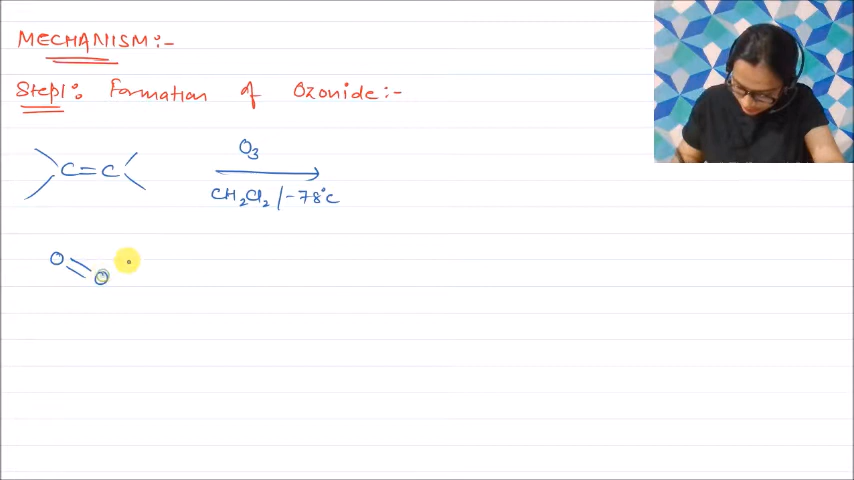 MECHANISM:-
Step1: Formation of Ozonide:-
C=C O3
CH2Cl2/-78°C
O=O